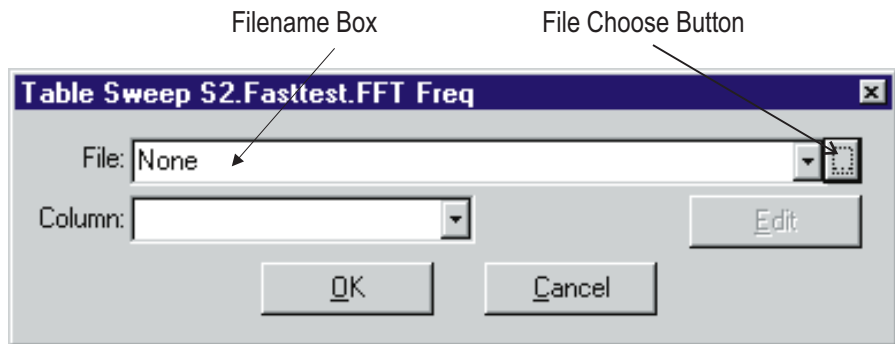 Filename Box
File Choose Button
Table Sweep S2.Fasttest.FFT Freq
File: None
Column:
Edit
OK
Cancel